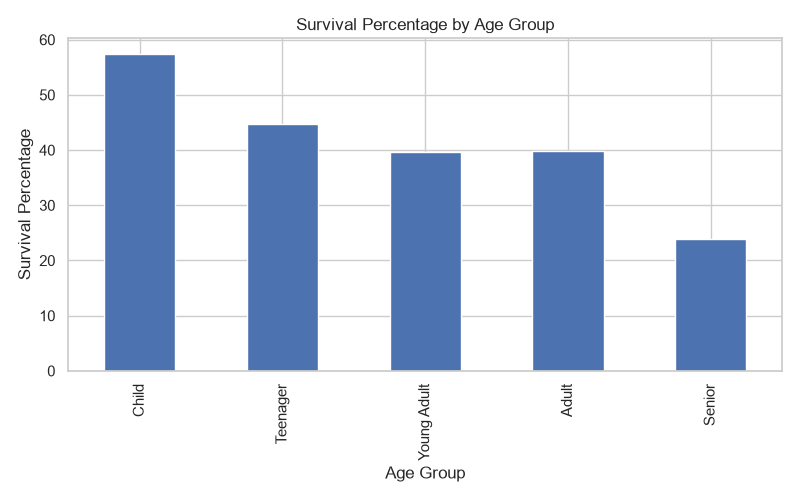 Survival Percentage by Age Group
Survival Percentage
60
50
40
30
20
10
0
Child
Teenager
Young Adult
Adult
Senior
Age Group